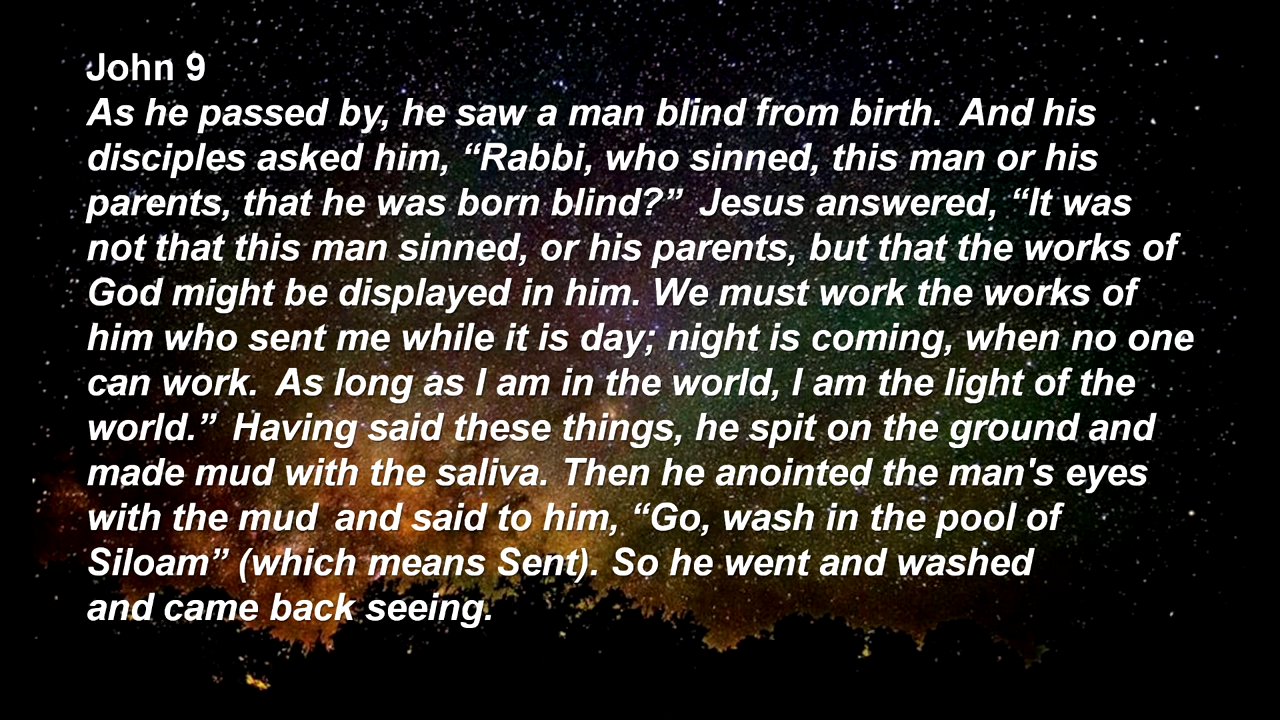 John 9
As he passed by, he saw a man blind from birth.  And his
disciples asked him, “Rabbi, who sinned, this man or his
parents, that he was born blind?”  Jesus answered, “It was
not that this man sinned, or his parents, but that the works of
God might be displayed in him. We must work the works of
him who sent me while it is day; night is coming, when no one
can work.  As long as I am in the world, I am the light of the
world.”  Having said these things, he spit on the ground and
made mud with the saliva. Then he anointed the man's eyes
with the mud  and said to him, “Go, wash in the pool of
Siloam” (which means Sent). So he went and washed
and came back seeing.